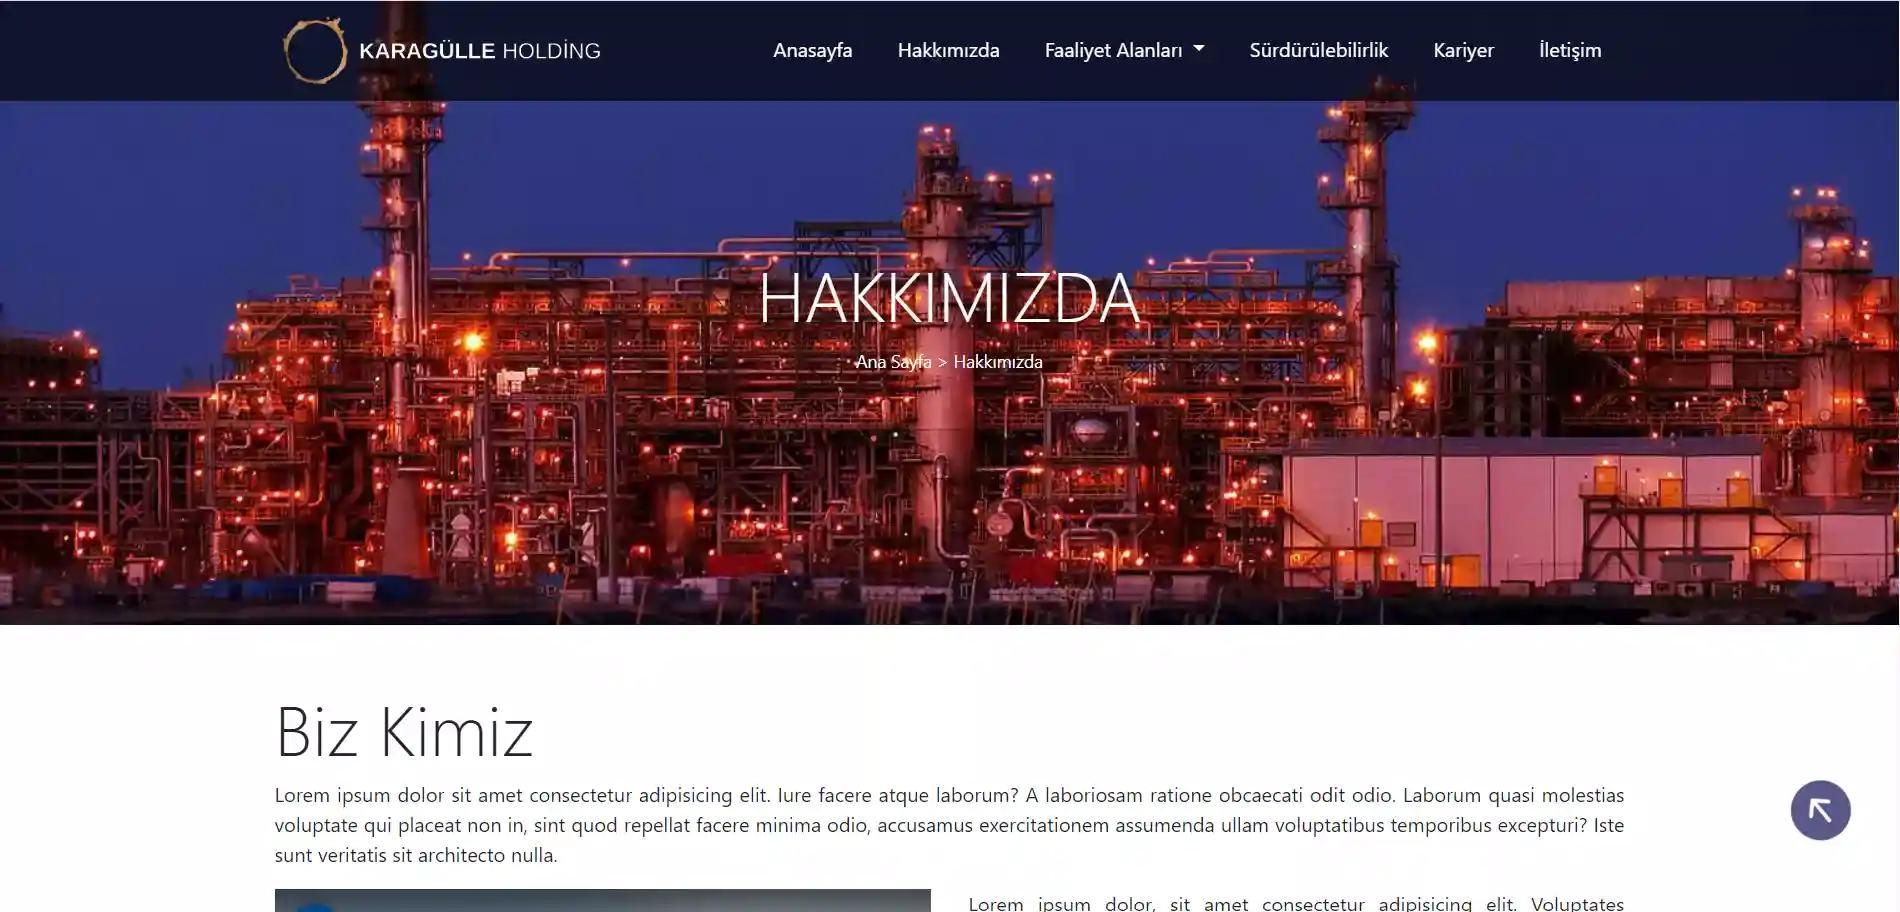 KARAGÜLLE HOLDİNG
Anasayfa Hakkımızda Faaliyet Alanları Sürdürülebilirlik Kariyer İletişim
HAKKIMIZDA
Ana Sayfa > Hakkımızda
Biz Kimiz
Lorem ipsum dolor sit amet consectetur adipisicing elit. Iure facere atque laborum? A laboriosam ratione obcaecati odit odio. Laborum quasi molestias
voluptate qui placeat non in, sint quod repellat facere minima odio, accusamus exercitationem assumenda ullam voluptatibus temporibus excepturi? Iste
sunt veritatis sit architecto nulla.
Lorem ipsum dolor, sit amet consectetur adipisicing elit. Voluptates